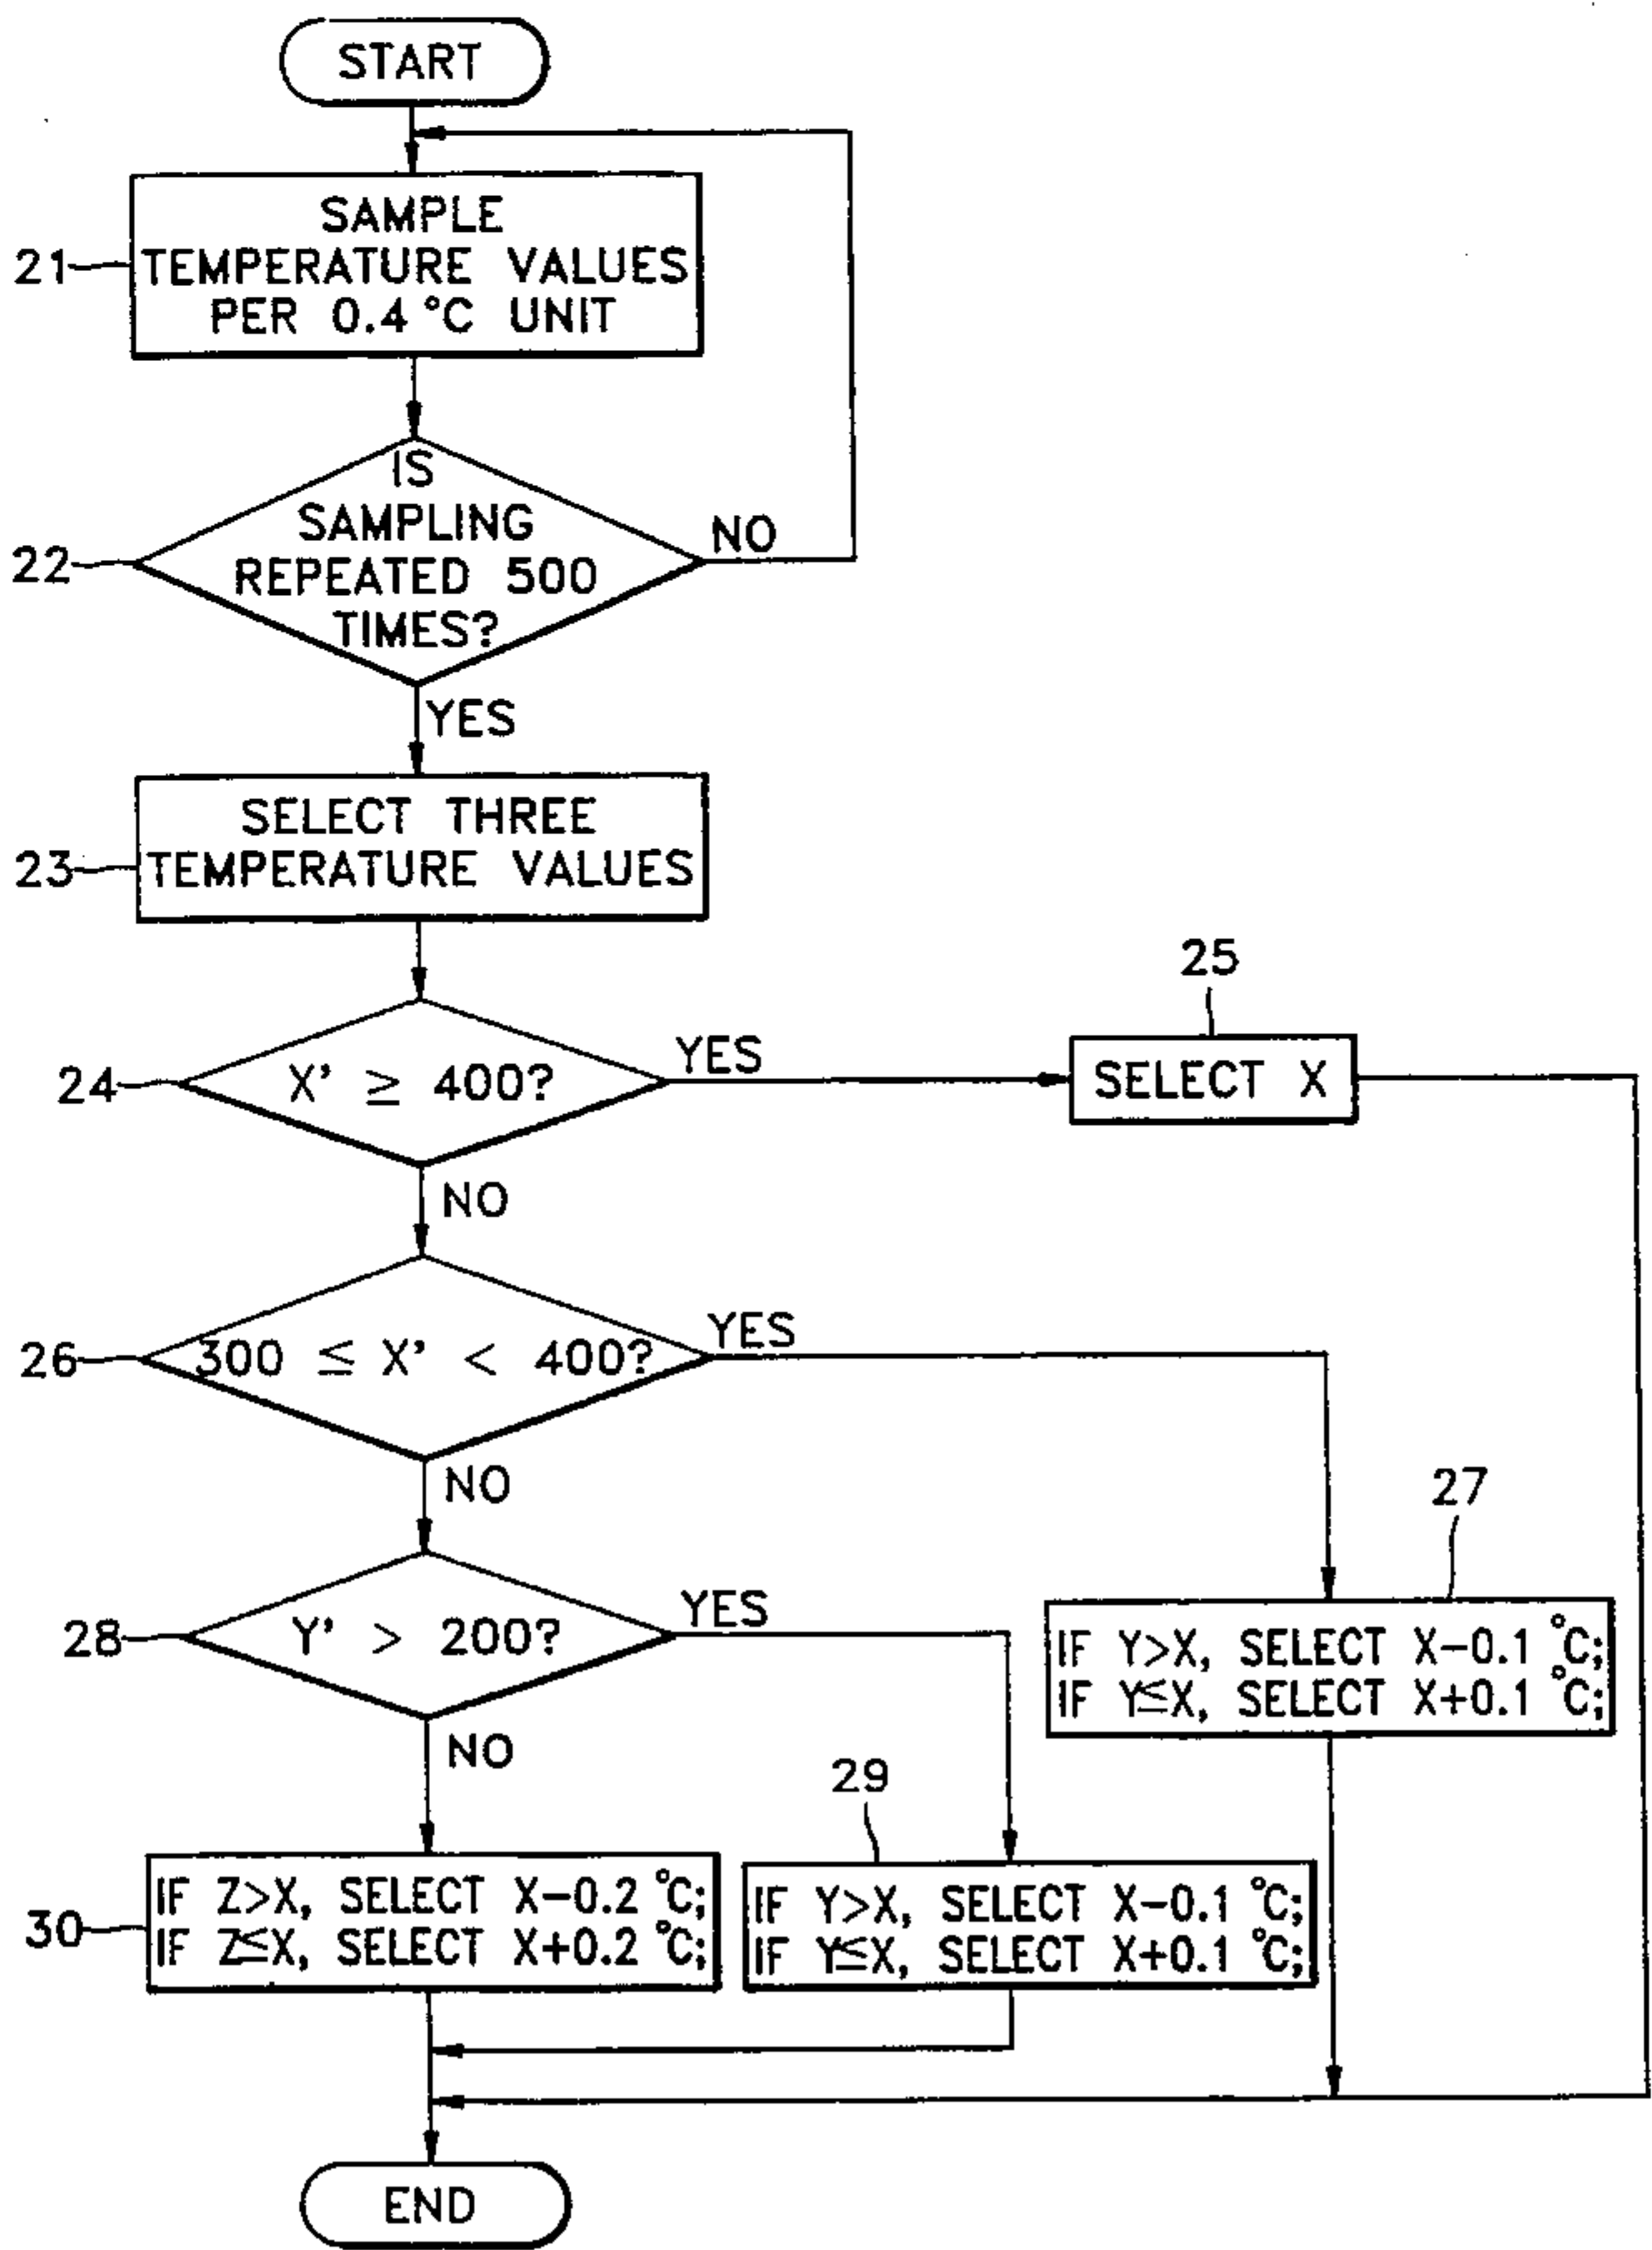 START
SAMPLE
TEMPERATURE VALUES
PER 0.4 °C UNIT
21
IS
SAMPLING
REPEATED 500
TIMES?
22
NO
YES
SELECT THREE
TEMPERATURE VALUES
23
X' ≥ 400?
24
YES
25
SELECT X
NO
300 ≤ X' < 400?
26
YES
27
IF Y>X, SELECT X-0.1 °C;
IF Y≤X, SELECT X+0.1 °C;
NO
Y' > 200?
28
YES
29
IF Y>X, SELECT X-0.1 °C;
IF Y≤X, SELECT X+0.1 °C;
NO
30
IF Z>X, SELECT X-0.2 °C;
IF Z≤X, SELECT X+0.2 °C;
END